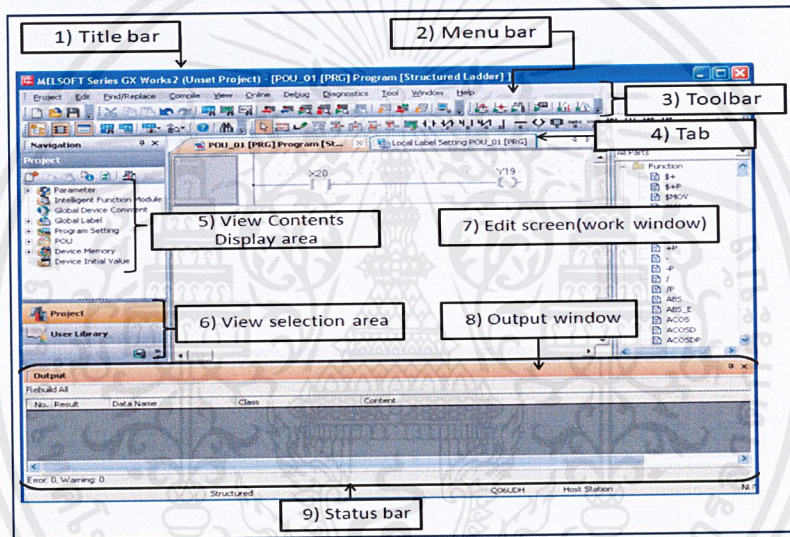 1) Title bar
2) Menu bar
MELSOFT Series GX Works2 (Unset Project) - [POU_01 [PRG] Program [Structured Ladder] ]
Project Edit Find/Replace Compile View Online Debug Diagnostics Tool Window Help
3) Toolbar
4) Tab
Navigation
POU_01 [PRG] Program [St...
Local Label Setting POU_01 [PRG]
All Parts
Project
Function
$+
$+P
$MOV
X20
Y19
Parameter
Intelligent Function Module
Global Device Comment
Global Label
Program Setting
POU
Device Memory
Device Initial Value
5) View Contents
Display area
7) Edit screen(work window)
+P
-
-P
/
/P
ABS
ABS_E
ACOS
ACOSD
ACOSDP
Project
User Library
6) View selection area
8) Output window
Output
Rebuild All
No. Result Data Name Class Content
Error: 0, Warning: 0
Structured Q06UDH Host Station
9) Status bar